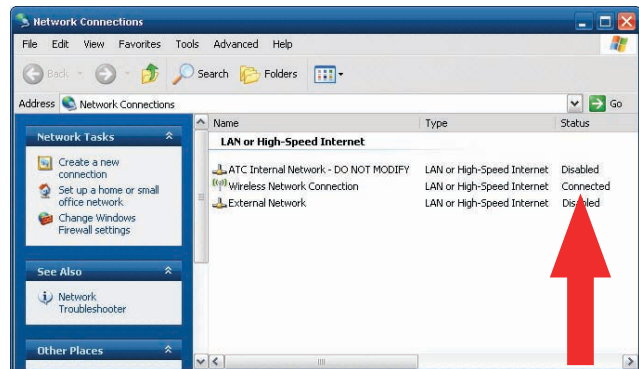 Network Connections
File Edit View Favorites Tools Advanced Help
Back Search Folders
Address Network Connections Go
Name Type Status
Network Tasks
LAN or High-Speed Internet
Create a new
connection
ATC Internal Network - DO NOT MODIFY LAN or High-Speed Internet Disabled
Wireless Network Connection LAN or High-Speed Internet Connected
External Network LAN or High-Speed Internet Disabled
Set up a home or small
office network
Change Windows
Firewall settings
See Also
Network
Troubleshooter
Other Places